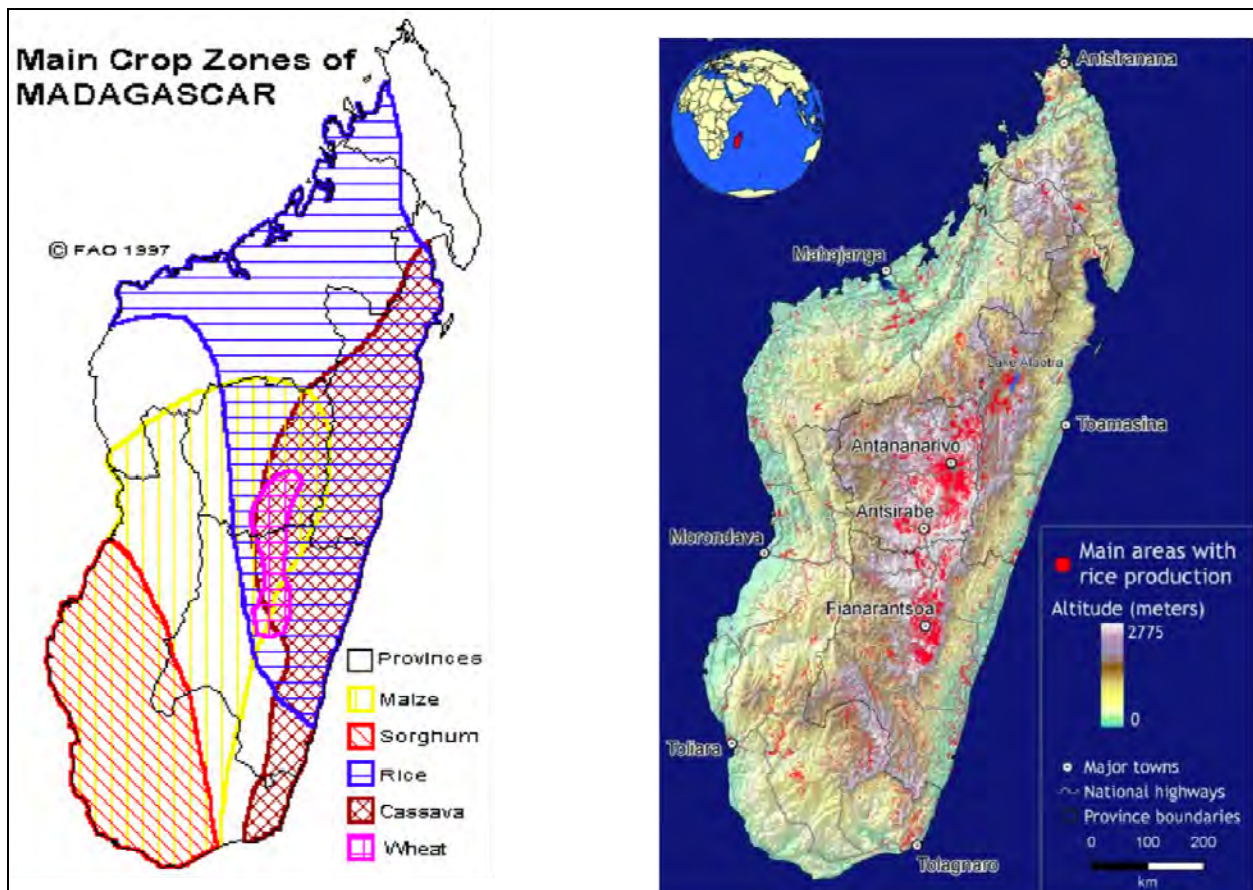 Main Crop Zones of
MADAGASCAR
© FAO 1997
Provinces
Maize
Sorghum
Rice
Cassava
Wheat
Antsiranana
Mahajanga
Lake Alaotra
Toamasina
Antananarivo
Antsirabe
Morondava
Fianarantsoa
Toliara
Tolagnaro
Main areas with
rice production
Altitude (meters)
2775
0
Major towns
National highways
Province boundaries
0 100 200
km